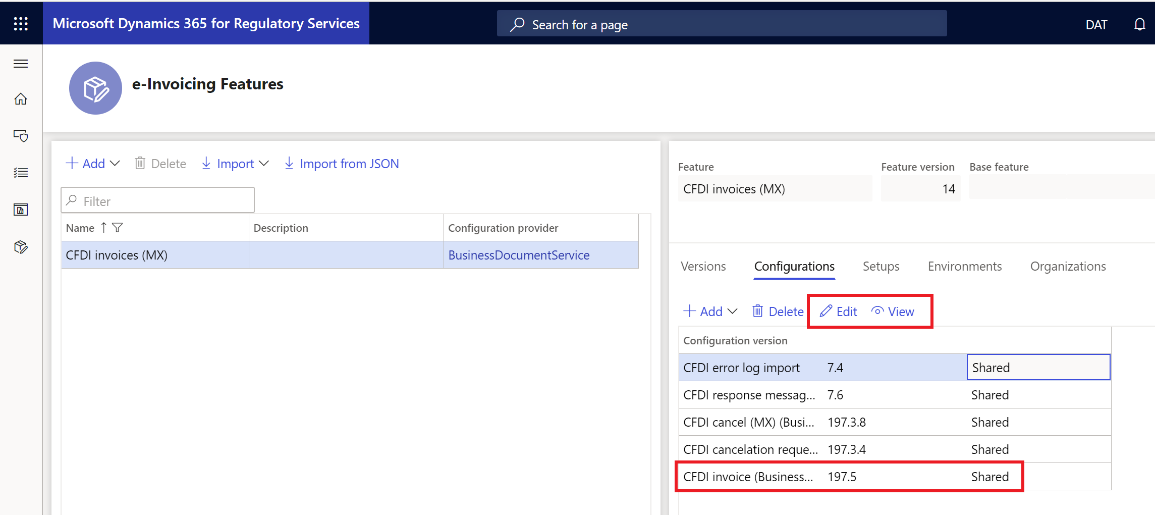 Microsoft Dynamics 365 for Regulatory Services
Search for a page
DAT
e-Invoicing Features
Add
Delete
Import
Import from JSON
Filter
Name
Description
Configuration provider
CFDI invoices (MX)
BusinessDocumentService
Feature
Feature version
Base feature
CFDI invoices (MX)
14
Versions
Configurations
Setups
Environments
Organizations
Add
Delete
Edit
View
Configuration version
CFDI error log import 7.4 Shared
CFDI response messag... 7.6 Shared
CFDI cancel (MX) (Busi... 197.3.8 Shared
CFDI cancelation reque... 197.3.4 Shared
CFDI invoice (Business... 197.5 Shared